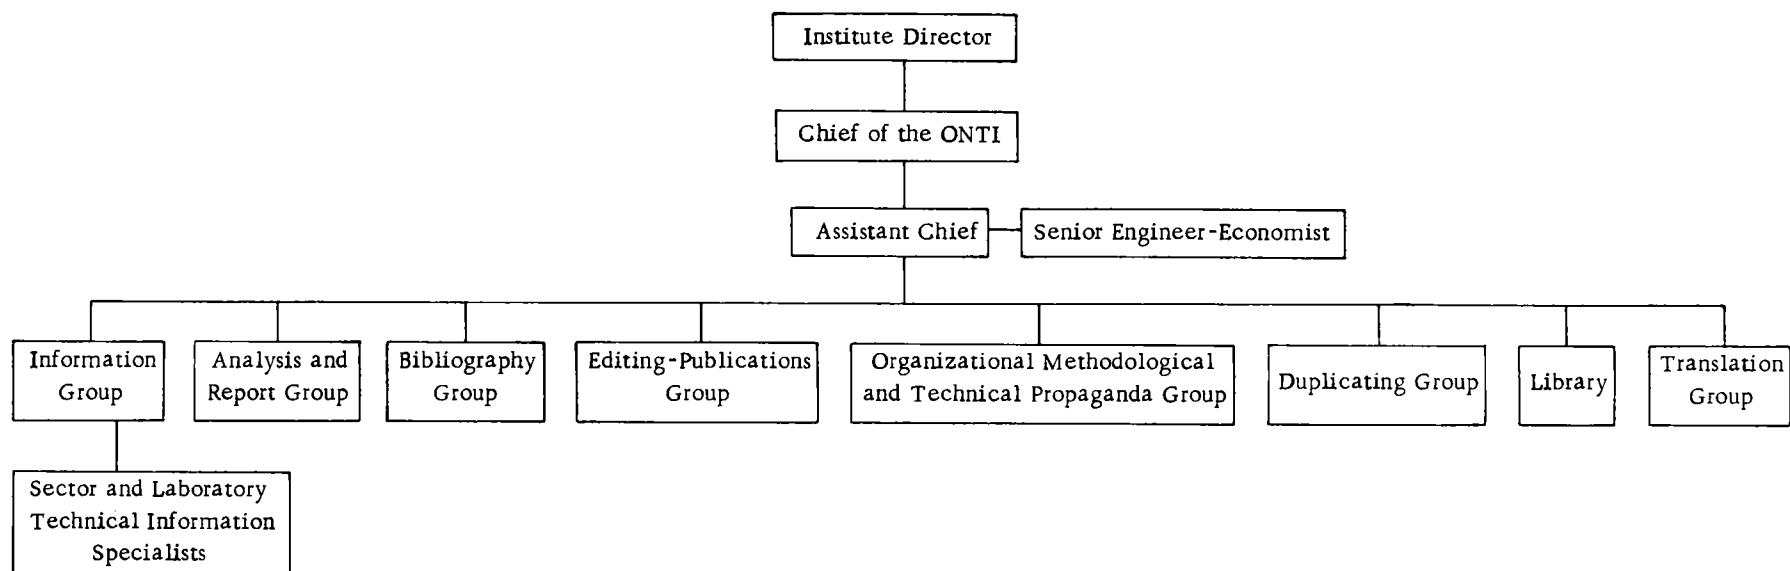 Institute Director
Chief of the ONTI
Assistant Chief
Senior Engineer-Economist
Information
Group
Analysis and
Report Group
Bibliography
Group
Editing-Publications
Group
Organizational Methodological
and Technical Propaganda Group
Duplicating Group
Library
Translation
Group
Sector and Laboratory
Technical Information
Specialists